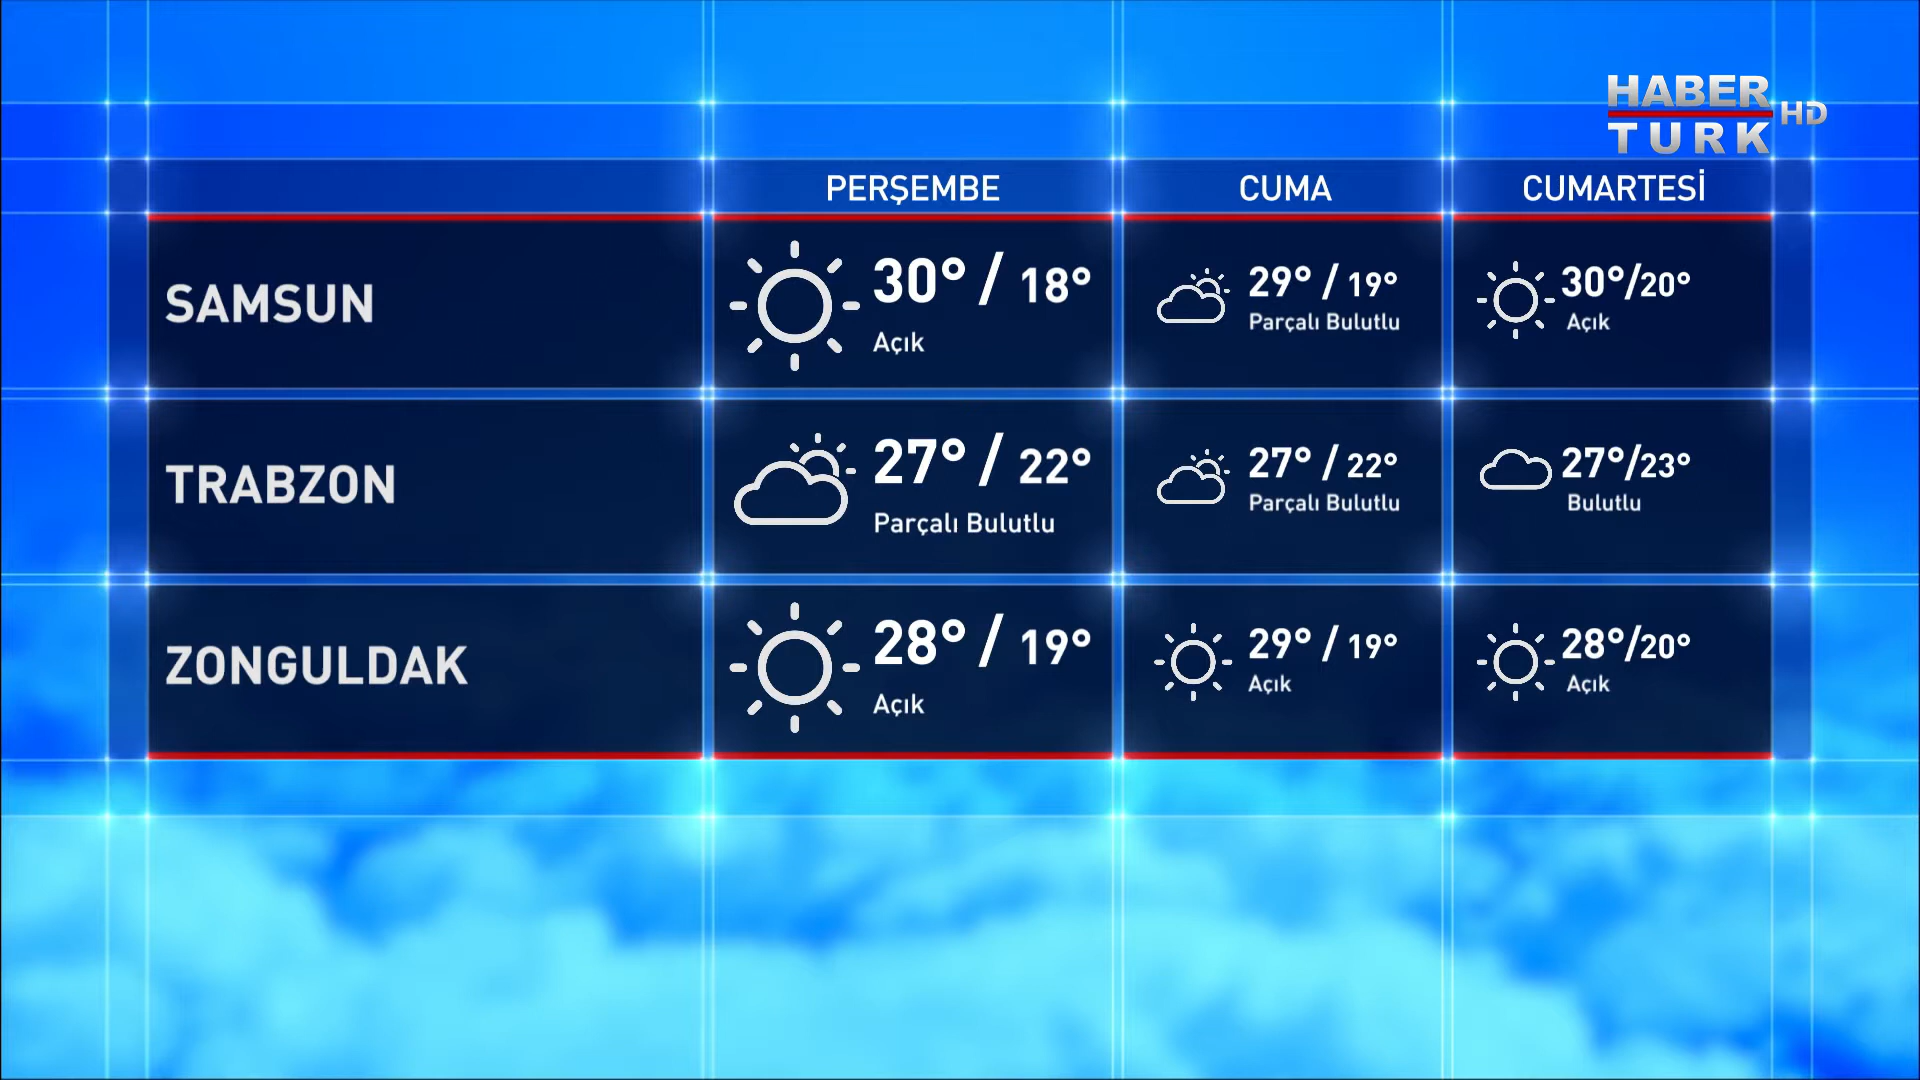 HABER
TURK HD
PERŞEMBE CUMA CUMARTESİ
SAMSUN
30° / 18°
Açık
29° / 19°
Parçalı Bulutlu
30°/20°
Açık
TRABZON
27° / 22°
Parçalı Bulutlu
27° / 22°
Parçalı Bulutlu
27°/23°
Bulutlu
ZONGULDAK
28° / 19°
Açık
29° / 19°
Açık
28°/20°
Açık